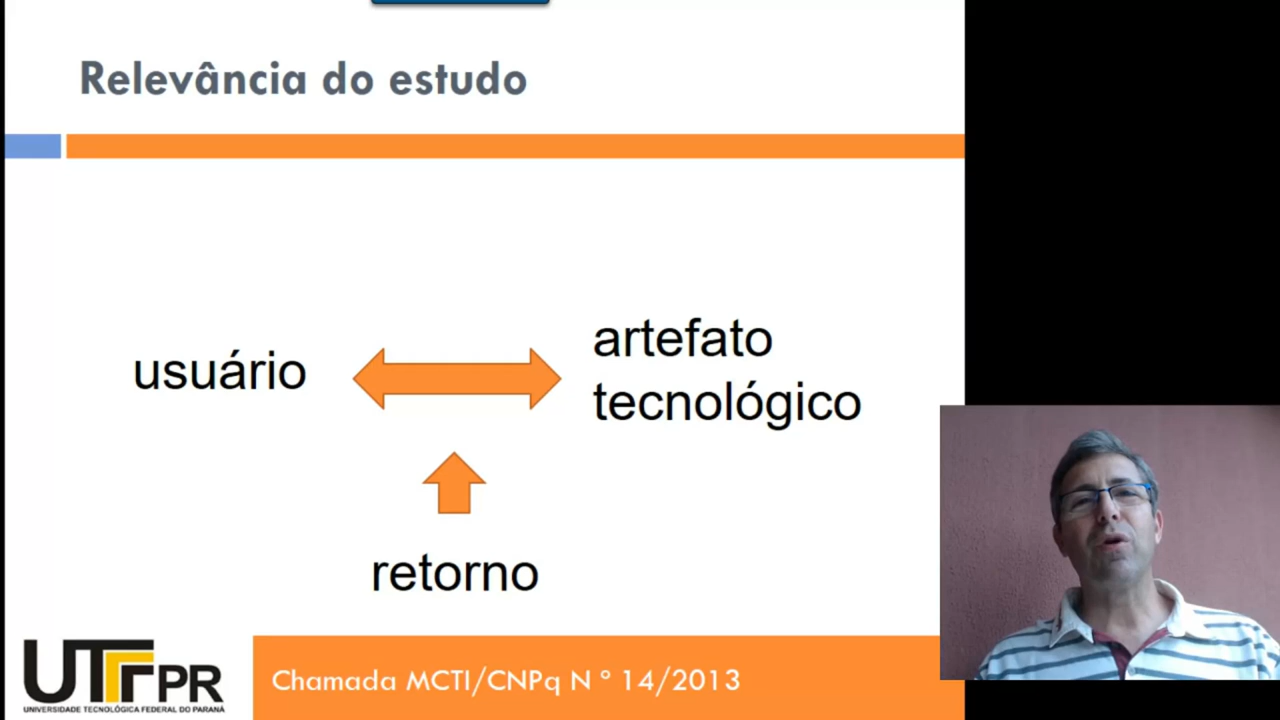 Relevância do estudo
usuário
artefato
tecnológico
retorno
UTFPR
UNIVERSIDADE TECNOLÓGICA FEDERAL DO PARANÁ
Chamada MCTI/CNPq N º 14/2013